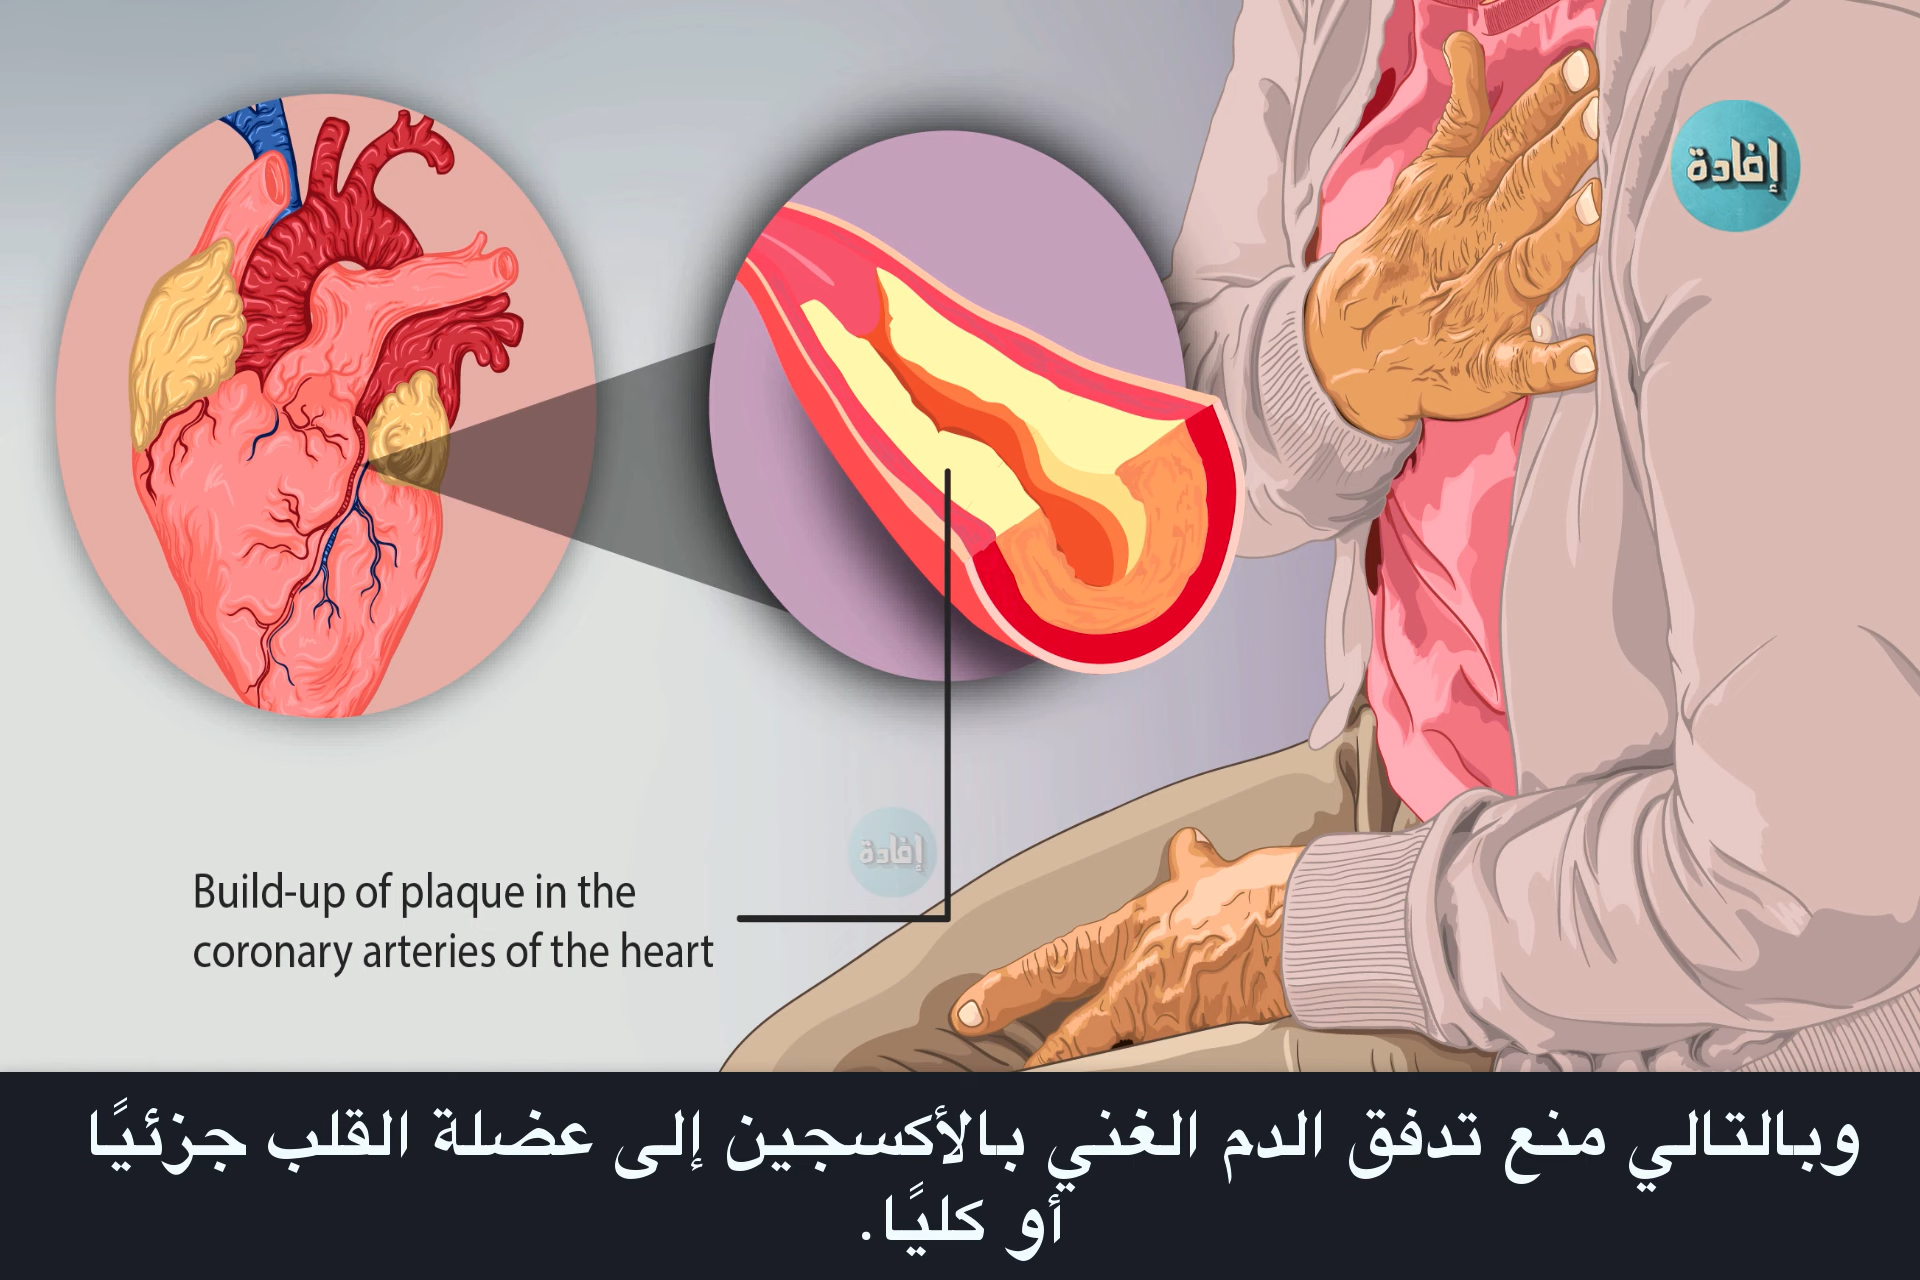 إفادة
إفادة
Build-up of plaque in the
coronary arteries of the heart
وبالتالي منع تدفق الدم الغني بالأكسجين إلى عضلة القلب جزئيًا
أو كليًا.